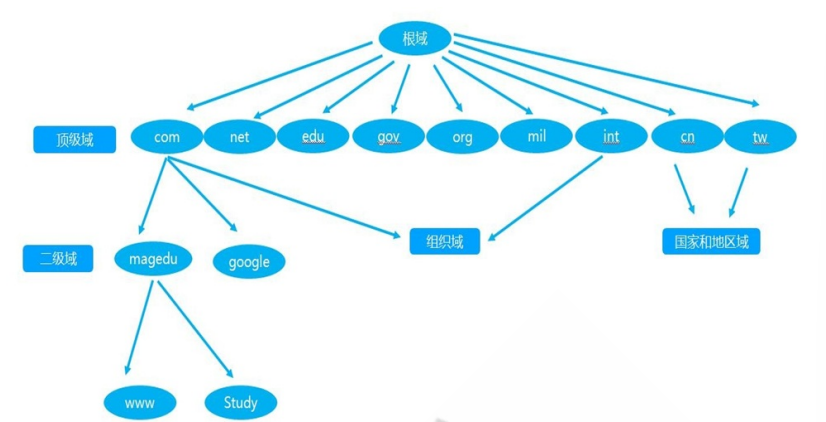 根域
顶级域
com
net
edu
gov
org
mil
int
cn
tw
组织域
国家和地区域
二级域
magedu
google
www
Study